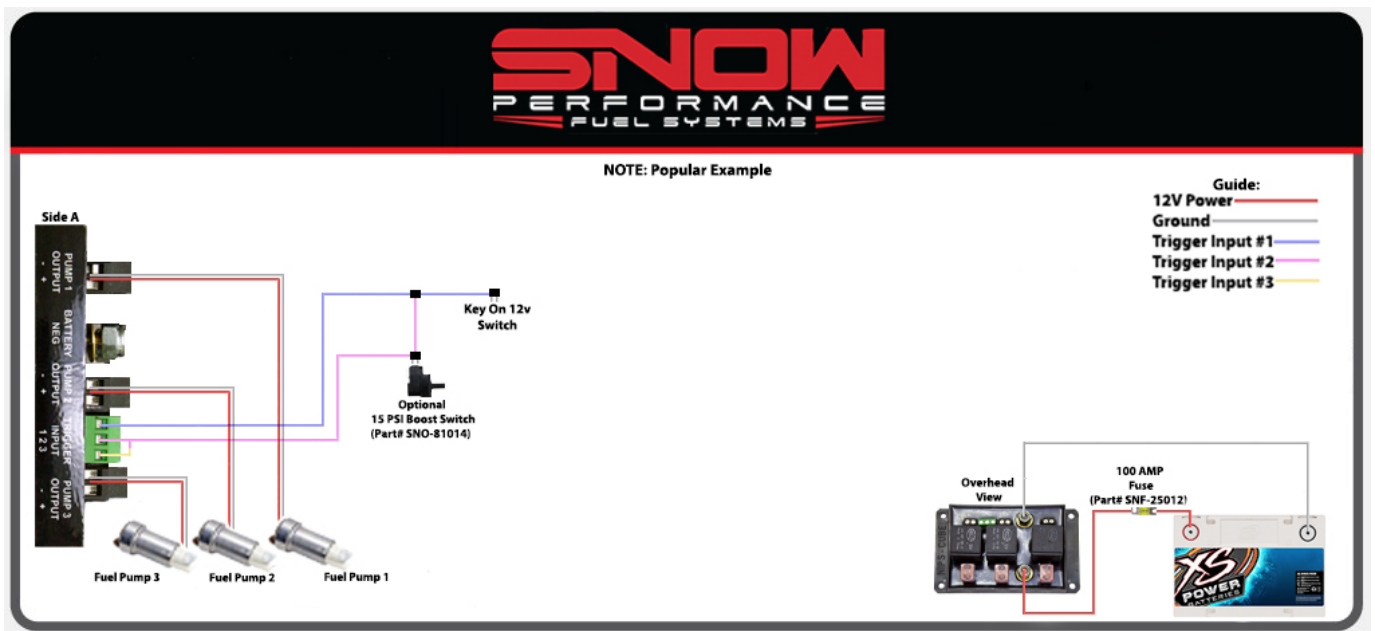 SNOW
PERFORMANCE
FUEL SYSTEMS
NOTE: Popular Example
Guide:
12V Power
Ground
Trigger Input #1
Trigger Input #2
Trigger Input #3
Side A
PUMP 1
OUTPUT
- +
BATTERY
NEG
PUMP 2
OUTPUT
- +
TRIGGER
INPUT
1 2 3
PUMP 3
OUTPUT
- +
Key On 12v
Switch
Optional
15 PSI Boost Switch
(Part# SNO-81014)
Fuel Pump 3
Fuel Pump 2
Fuel Pump 1
Overhead
View
100 AMP
Fuse
(Part# SNF-25012)
XS
POWER
BATTERIES